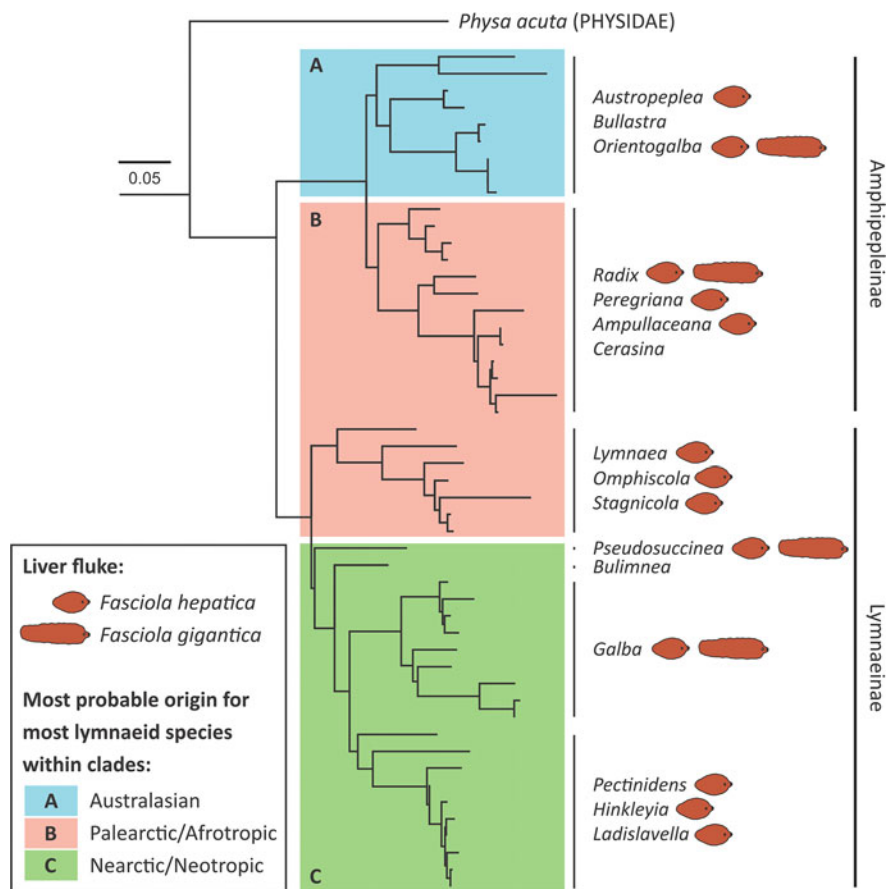 Physa acuta (PHYSIDAE)
A
0.05
Austropeplea
Bullastra
Orientogalba
B
Radix
Peregriana
Ampullaceana
Cerasina
Amphipepleinae
Lymnaea
Omphiscola
Stagnicola
Pseudosuccinea
Bulimnea
Galba
Pectinidens
Hinkleyia
Ladislavella
Lymnaeinae
C
Liver fluke:
Fasciola hepatica
Fasciola gigantica
Most probable origin for
most lymnaeid species
within clades:
A Australasian
B Palearctic/Afrotropic
C Nearctic/Neotropic